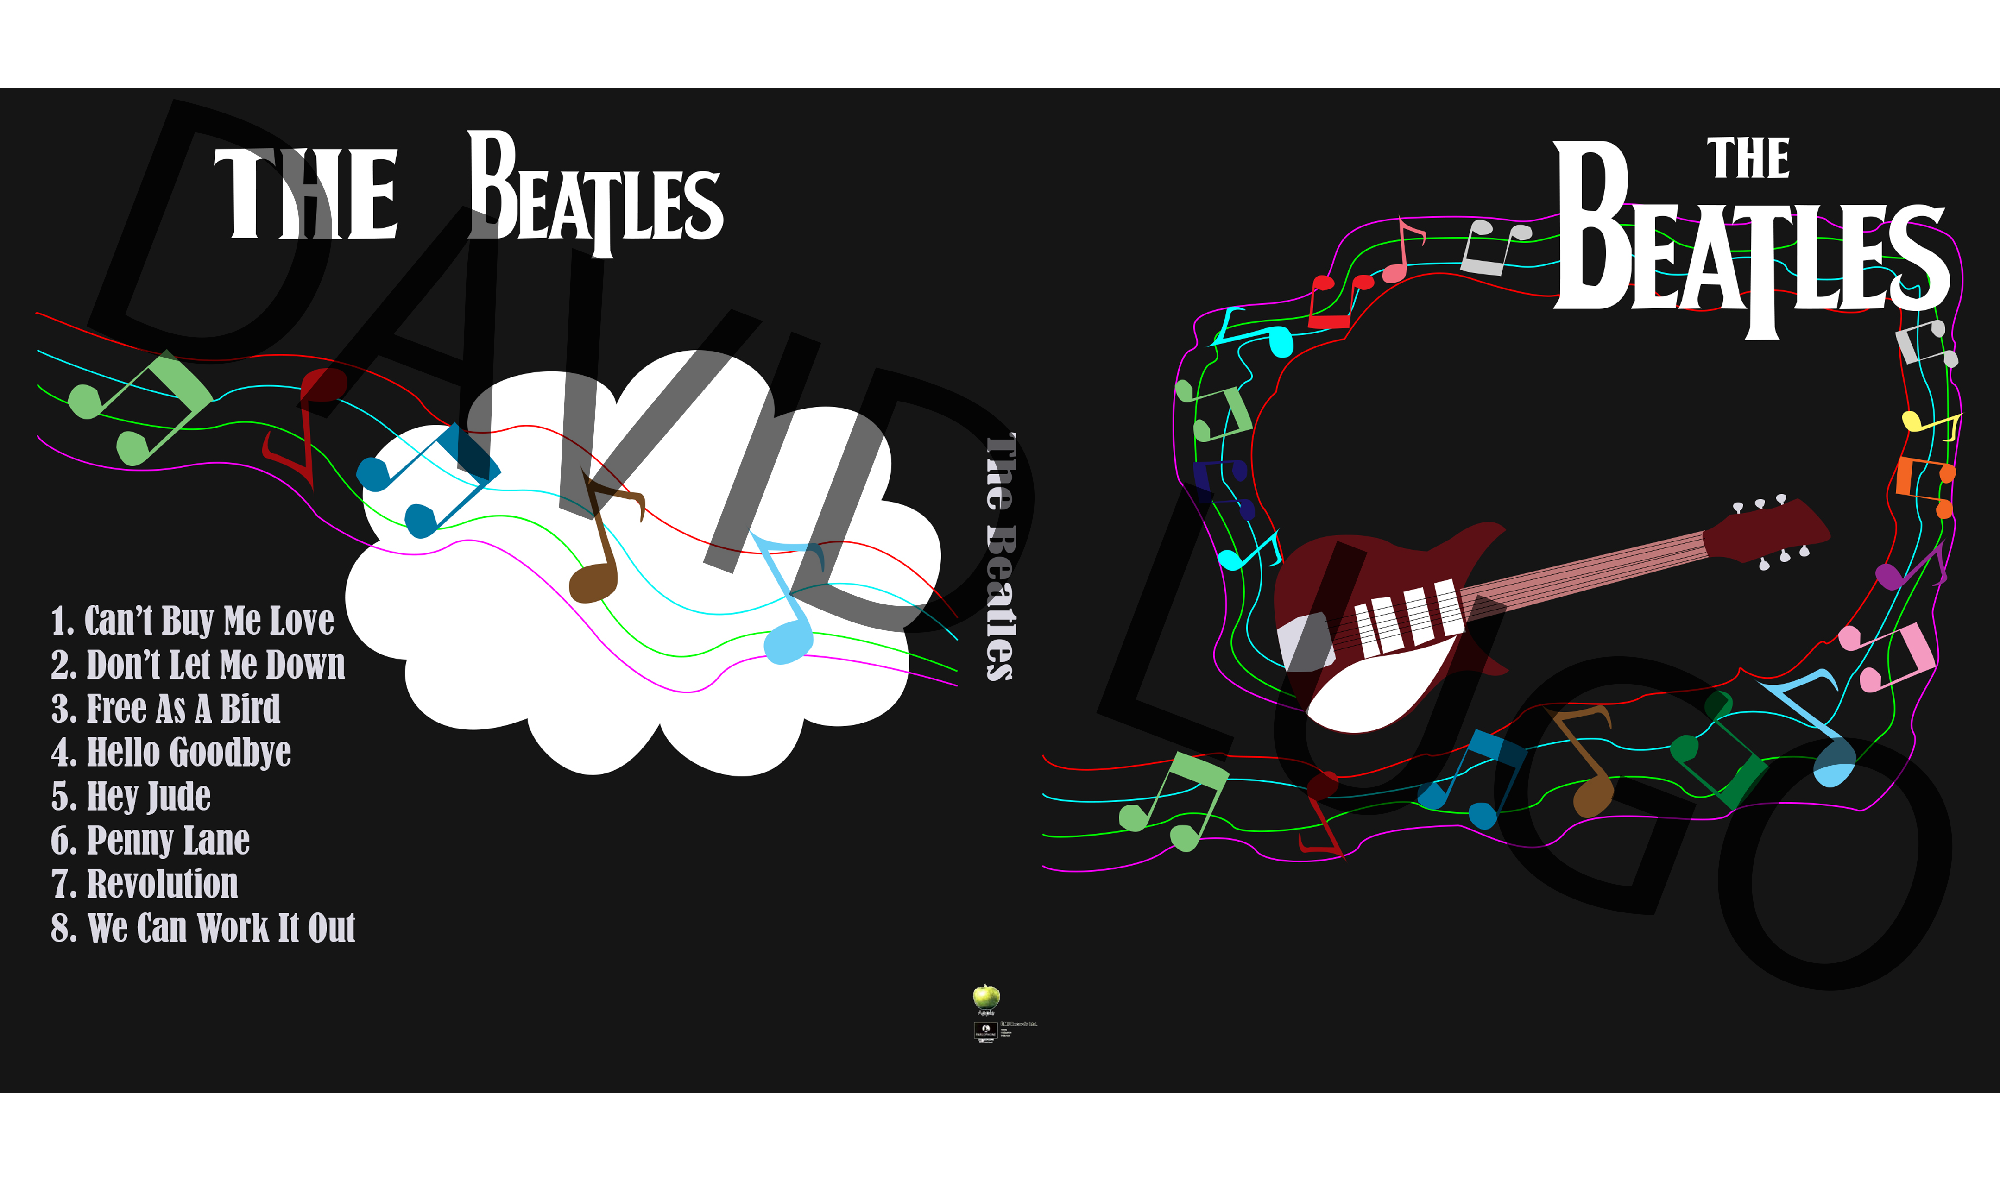 THE BEATLES
1. Can't Buy Me Love
2. Don't Let Me Down
3. Free As A Bird
4. Hello Goodbye
5. Hey Jude
6. Penny Lane
7. Revolution
8. We Can Work It Out
The Beatles
THE
BEATLES
DAVID
LUGO